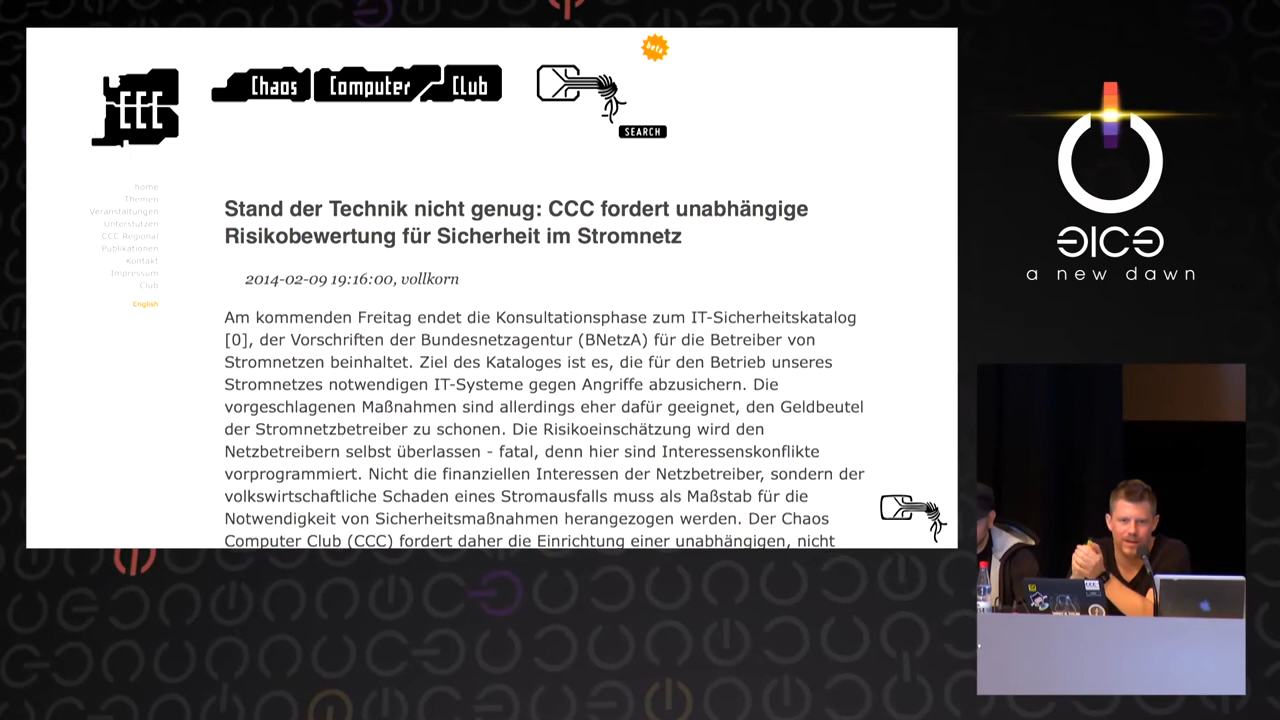 beta
CCC
Chaos Computer Club
SEARCH
home
Themen
Veranstaltungen
Unterstützen
CCC Regional
Publikationen
Kontakt
Impressum
Club
English
Stand der Technik nicht genug: CCC fordert unabhängige
Risikobewertung für Sicherheit im Stromnetz
2014-02-09 19:16:00, vollkorn
Am kommenden Freitag endet die Konsultationsphase zum IT-Sicherheitskatalog
[0], der Vorschriften der Bundesnetzagentur (BNetzA) für die Betreiber von
Stromnetzen beinhaltet. Ziel des Kataloges ist es, die für den Betrieb unseres
Stromnetzes notwendigen IT-Systeme gegen Angriffe abzusichern. Die
vorgeschlagenen Maßnahmen sind allerdings eher dafür geeignet, den Geldbeutel
der Stromnetzbetreiber zu schonen. Die Risikoeinschätzung wird den
Netzbetreibern selbst überlassen - fatal, denn hier sind Interessenskonflikte
vorprogrammiert. Nicht die finanziellen Interessen der Netzbetreiber, sondern der
volkswirtschaftliche Schaden eines Stromausfalls muss als Maßstab für die
Notwendigkeit von Sicherheitsmaßnahmen herangezogen werden. Der Chaos
Computer Club (CCC) fordert daher die Einrichtung einer unabhängigen, nicht
a new dawn